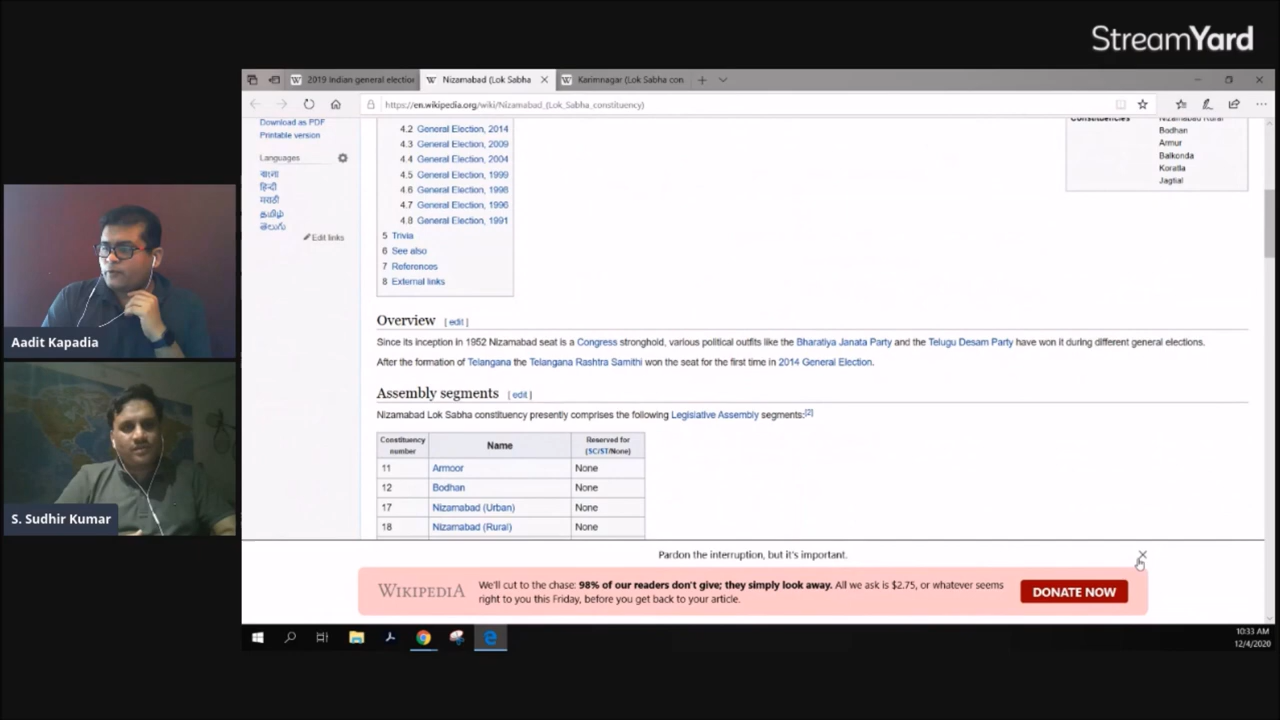 StreamYard
2019 Indian general election
Nizamabad (Lok Sabha
Karimnagar (Lok Sabha con
https://en.wikipedia.org/wiki/Nizamabad_(Lok_Sabha_constituency)
Download as PDF
Printable version
Languages
বাংলা
हिन्दी
मराठी
தமிழ்
తెలుగు
Edit links
4.2 General Election, 2014
4.3 General Election, 2009
4.4 General Election, 2004
4.5 General Election, 1999
4.6 General Election, 1998
4.7 General Election, 1996
4.8 General Election, 1991
5 Trivia
6 See also
7 References
8 External links
Constituencies Nizamabad Rural
Bodhan
Armur
Balkonda
Koratla
Jagtial
Overview [ edit ]
Since its inception in 1952 Nizamabad seat is a Congress stronghold, various political outfits like the Bharatiya Janata Party and the Telugu Desam Party have won it during different general elections.
After the formation of Telangana the Telangana Rashtra Samithi won the seat for the first time in 2014 General Election.
Assembly segments [ edit ]
Nizamabad Lok Sabha constituency presently comprises the following Legislative Assembly segments:[2]
Constituency number Name Reserved for (SC/ST/None)
11 Armoor None
12 Bodhan None
17 Nizamabad (Urban) None
18 Nizamabad (Rural) None
Pardon the interruption, but it's important.
WIKIPEDIA
We'll cut to the chase: 98% of our readers don't give; they simply look away. All we ask is $2.75, or whatever seems
right to you this Friday, before you get back to your article.
DONATE NOW
10:33 AM
12/4/2020
Aadit Kapadia
S. Sudhir Kumar